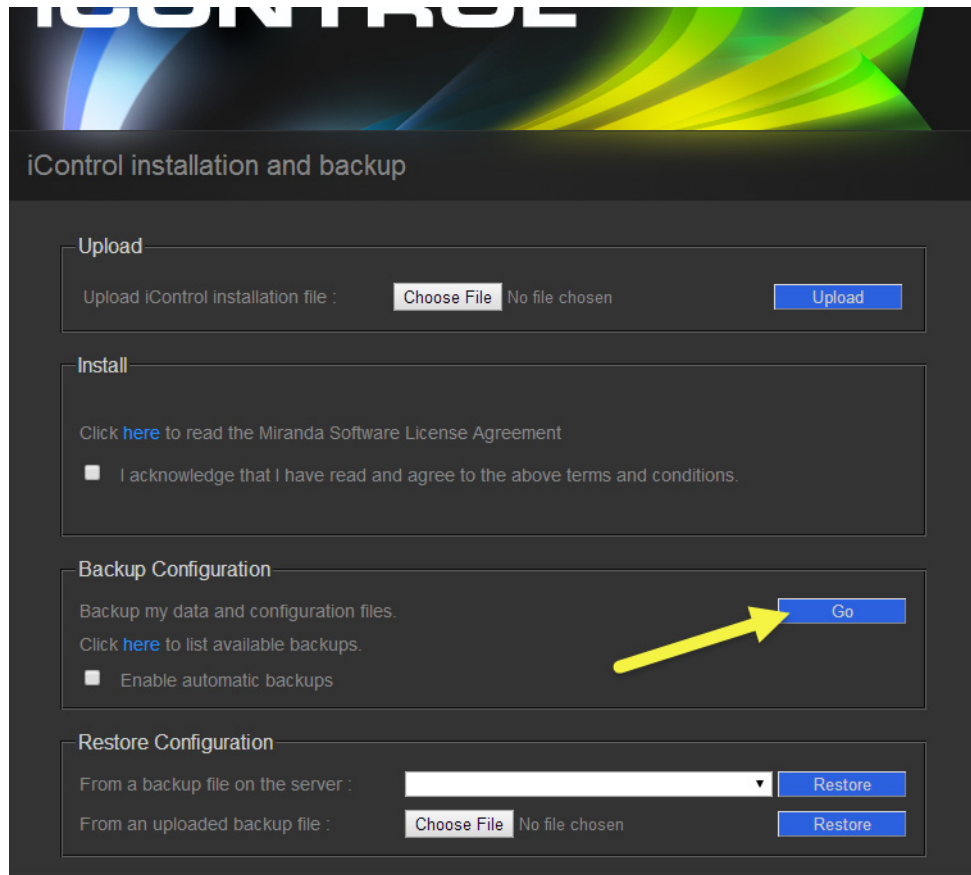 iCONTROL
iControl installation and backup
Upload
Upload iControl installation file :
Choose File No file chosen
Upload
Install
Click here to read the Miranda Software License Agreement
I acknowledge that I have read and agree to the above terms and conditions.
Backup Configuration
Backup my data and configuration files.
Go
Click here to list available backups.
Enable automatic backups
Restore Configuration
From a backup file on the server :
Restore
From an uploaded backup file :
Choose File No file chosen
Restore